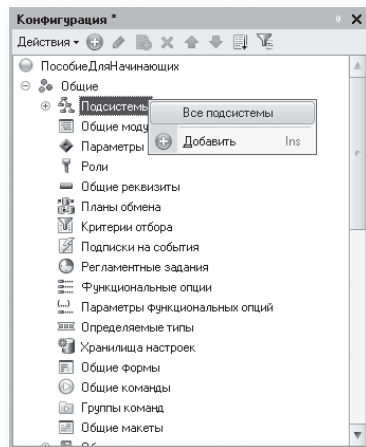 Конфигурация *
Действия
ПособиеДляНачинающих
Общие
Подсистемы
Все подсистемы
Общие моду
Добавить Ins
Параметры
Роли
Общие реквизиты
Планы обмена
Критерии отбора
Подписки на события
Регламентные задания
Функциональные опции
Параметры функциональных опций
Определяемые типы
Хранилища настроек
Общие формы
Общие команды
Группы команд
Общие макеты